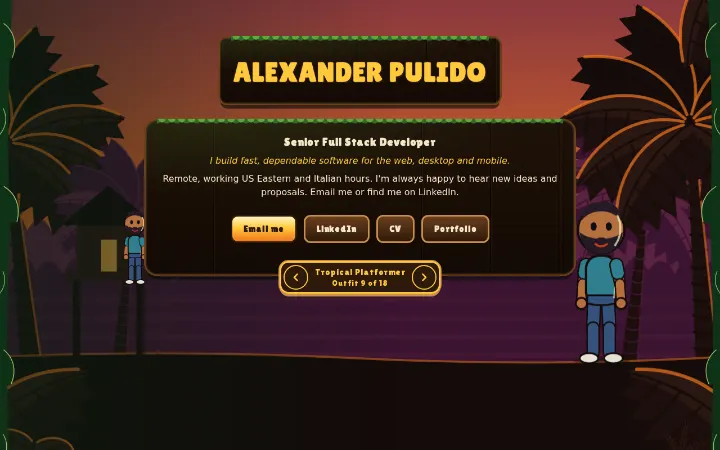 ALEXANDER PULIDO
Senior Full Stack Developer
I build fast, dependable software for the web, desktop and mobile.
Remote, working US Eastern and Italian hours. I'm always happy to hear new ideas and
proposals. Email me or find me on LinkedIn.
Email me LinkedIn CV Portfolio
Tropical Platformer
Outfit 9 of 18